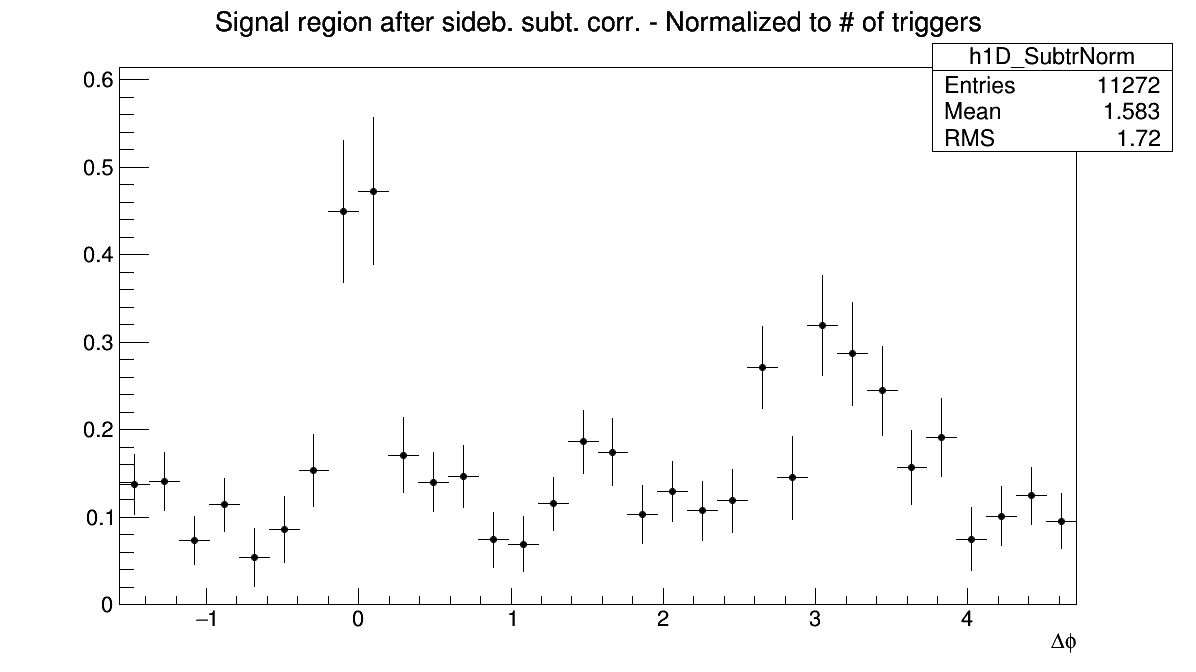 Signal region after sideb. subt. corr. - Normalized to # of triggers
h1D_SubtrNorm
Entries 11272
Mean 1.583
RMS 1.72
0.6
0.5
0.4
0.3
0.2
0.1
0
−1 0 1 2 3 4
Δϕ